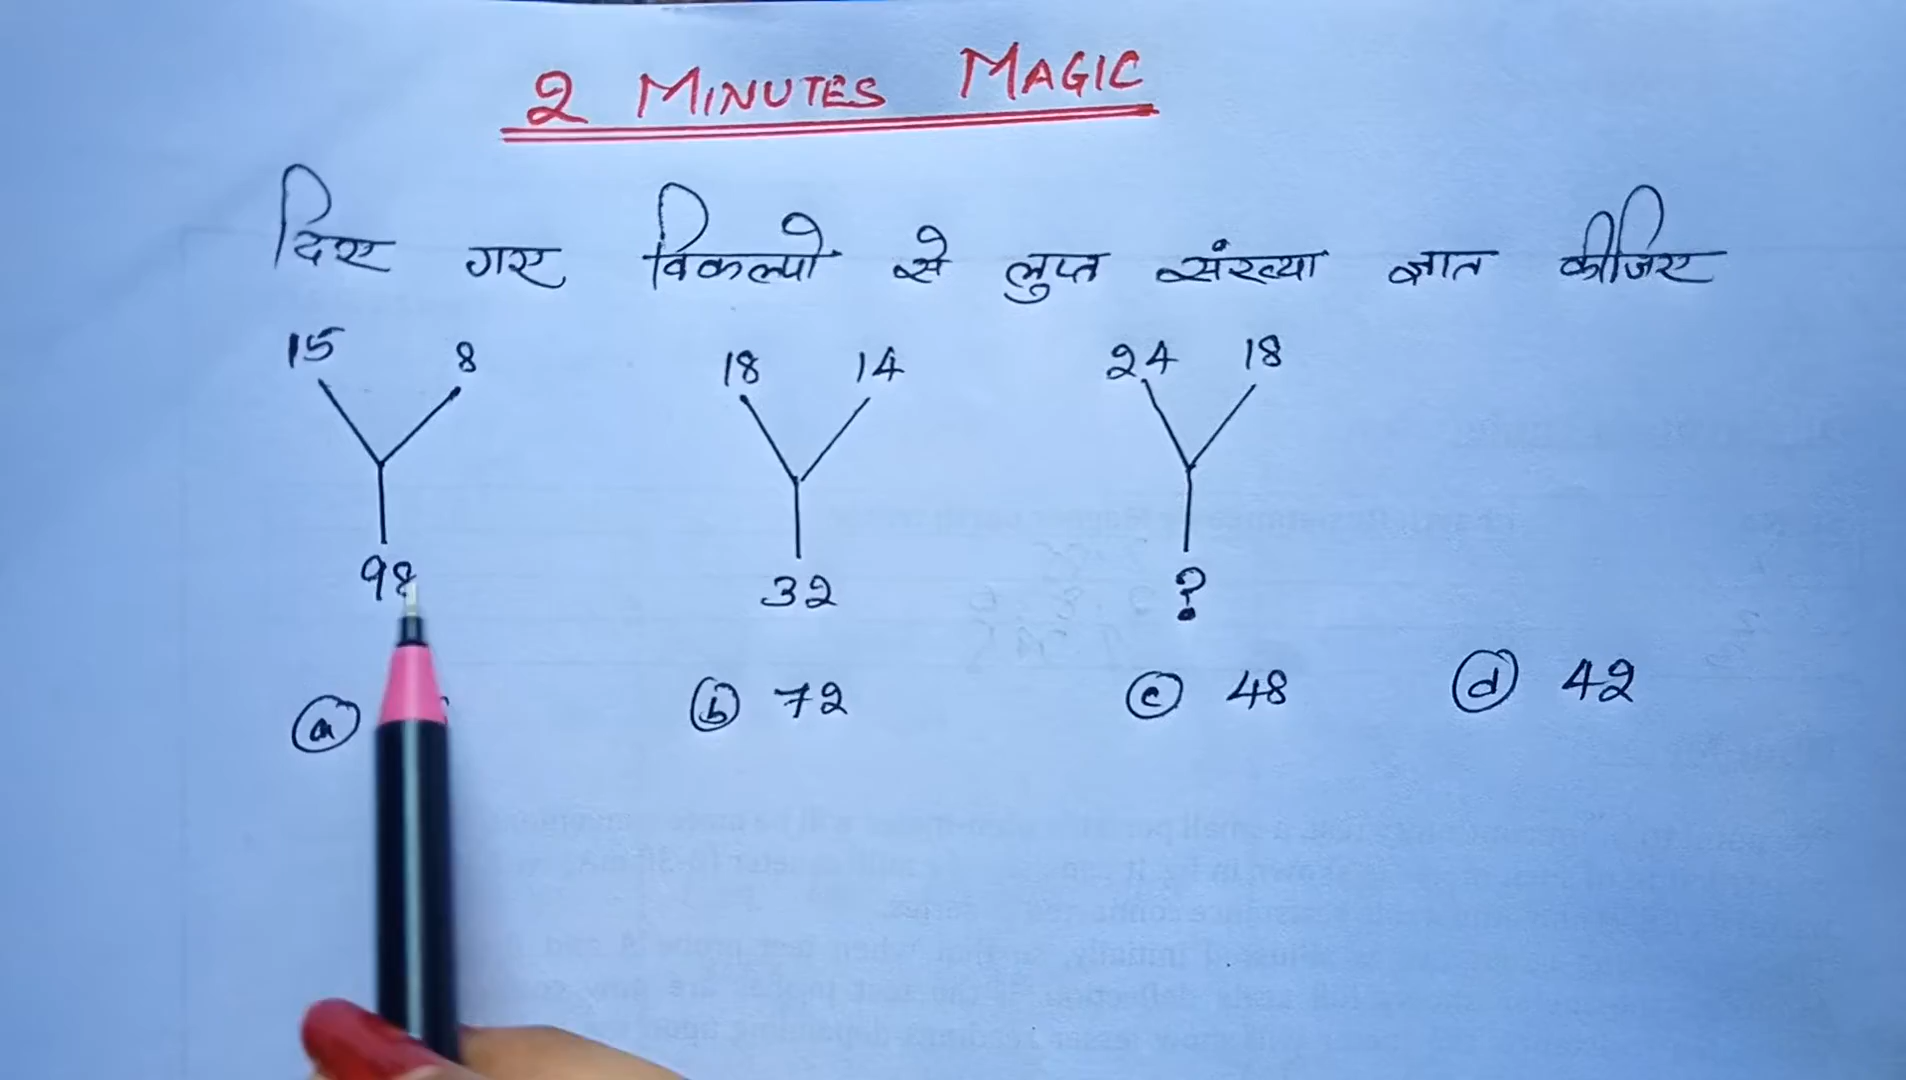 2 MINUTES MAGIC
दिए गए विकल्पो से लुप्त संख्या ज्ञात कीजिए
15 8 18 14 24 18
98 32 ?
(a) (b) 72 (c) 48 (d) 42